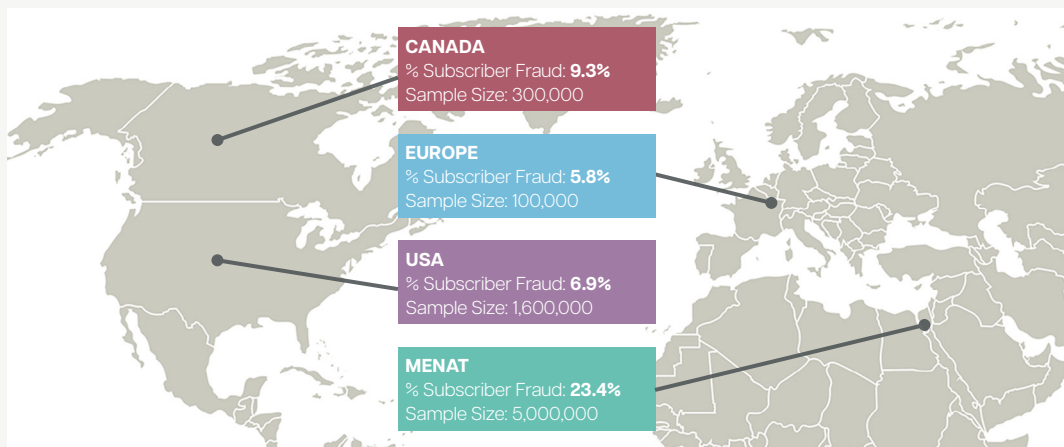 CANADA
% Subscriber Fraud: 9.3%
Sample Size: 300,000
EUROPE
% Subscriber Fraud: 5.8%
Sample Size: 100,000
USA
% Subscriber Fraud: 6.9%
Sample Size: 1,600,000
MENAT
% Subscriber Fraud: 23.4%
Sample Size: 5,000,000